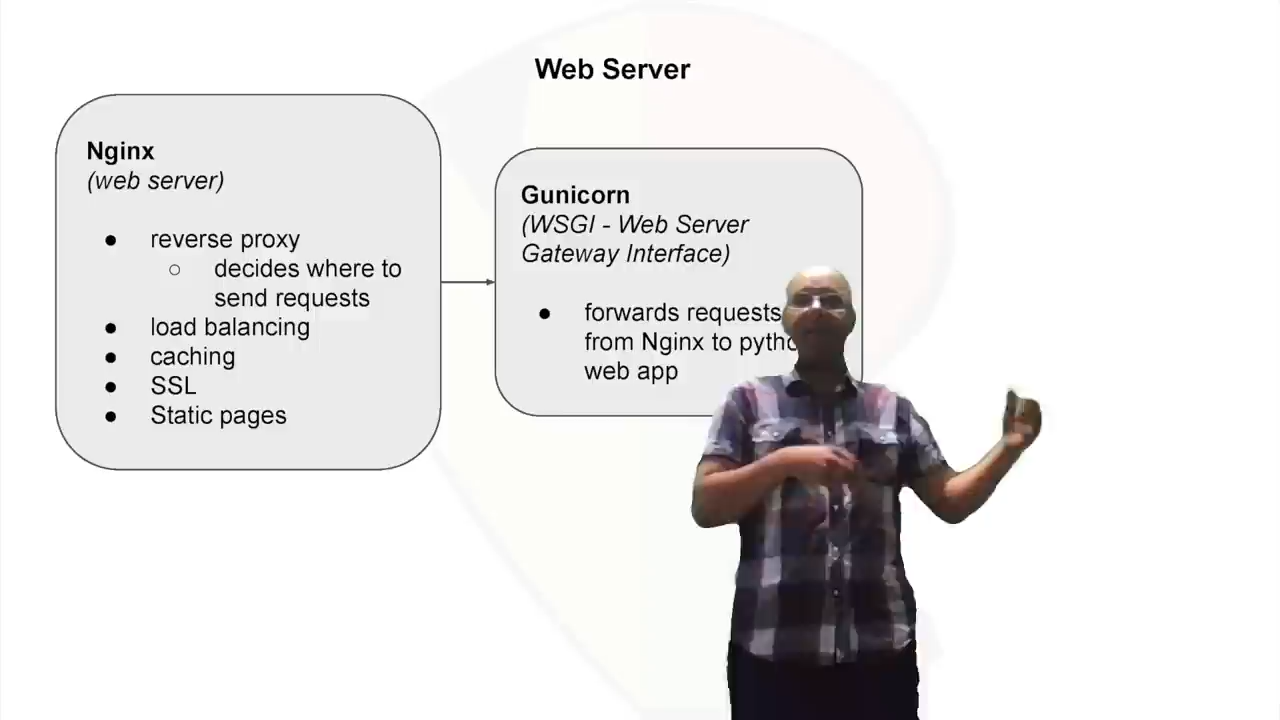 Web Server
Nginx
(web server)
● reverse proxy
○ decides where to
send requests
● load balancing
● caching
● SSL
● Static pages
Gunicorn
(WSGI - Web Server
Gateway Interface)
● forwards requests
from Nginx to pytho
web app